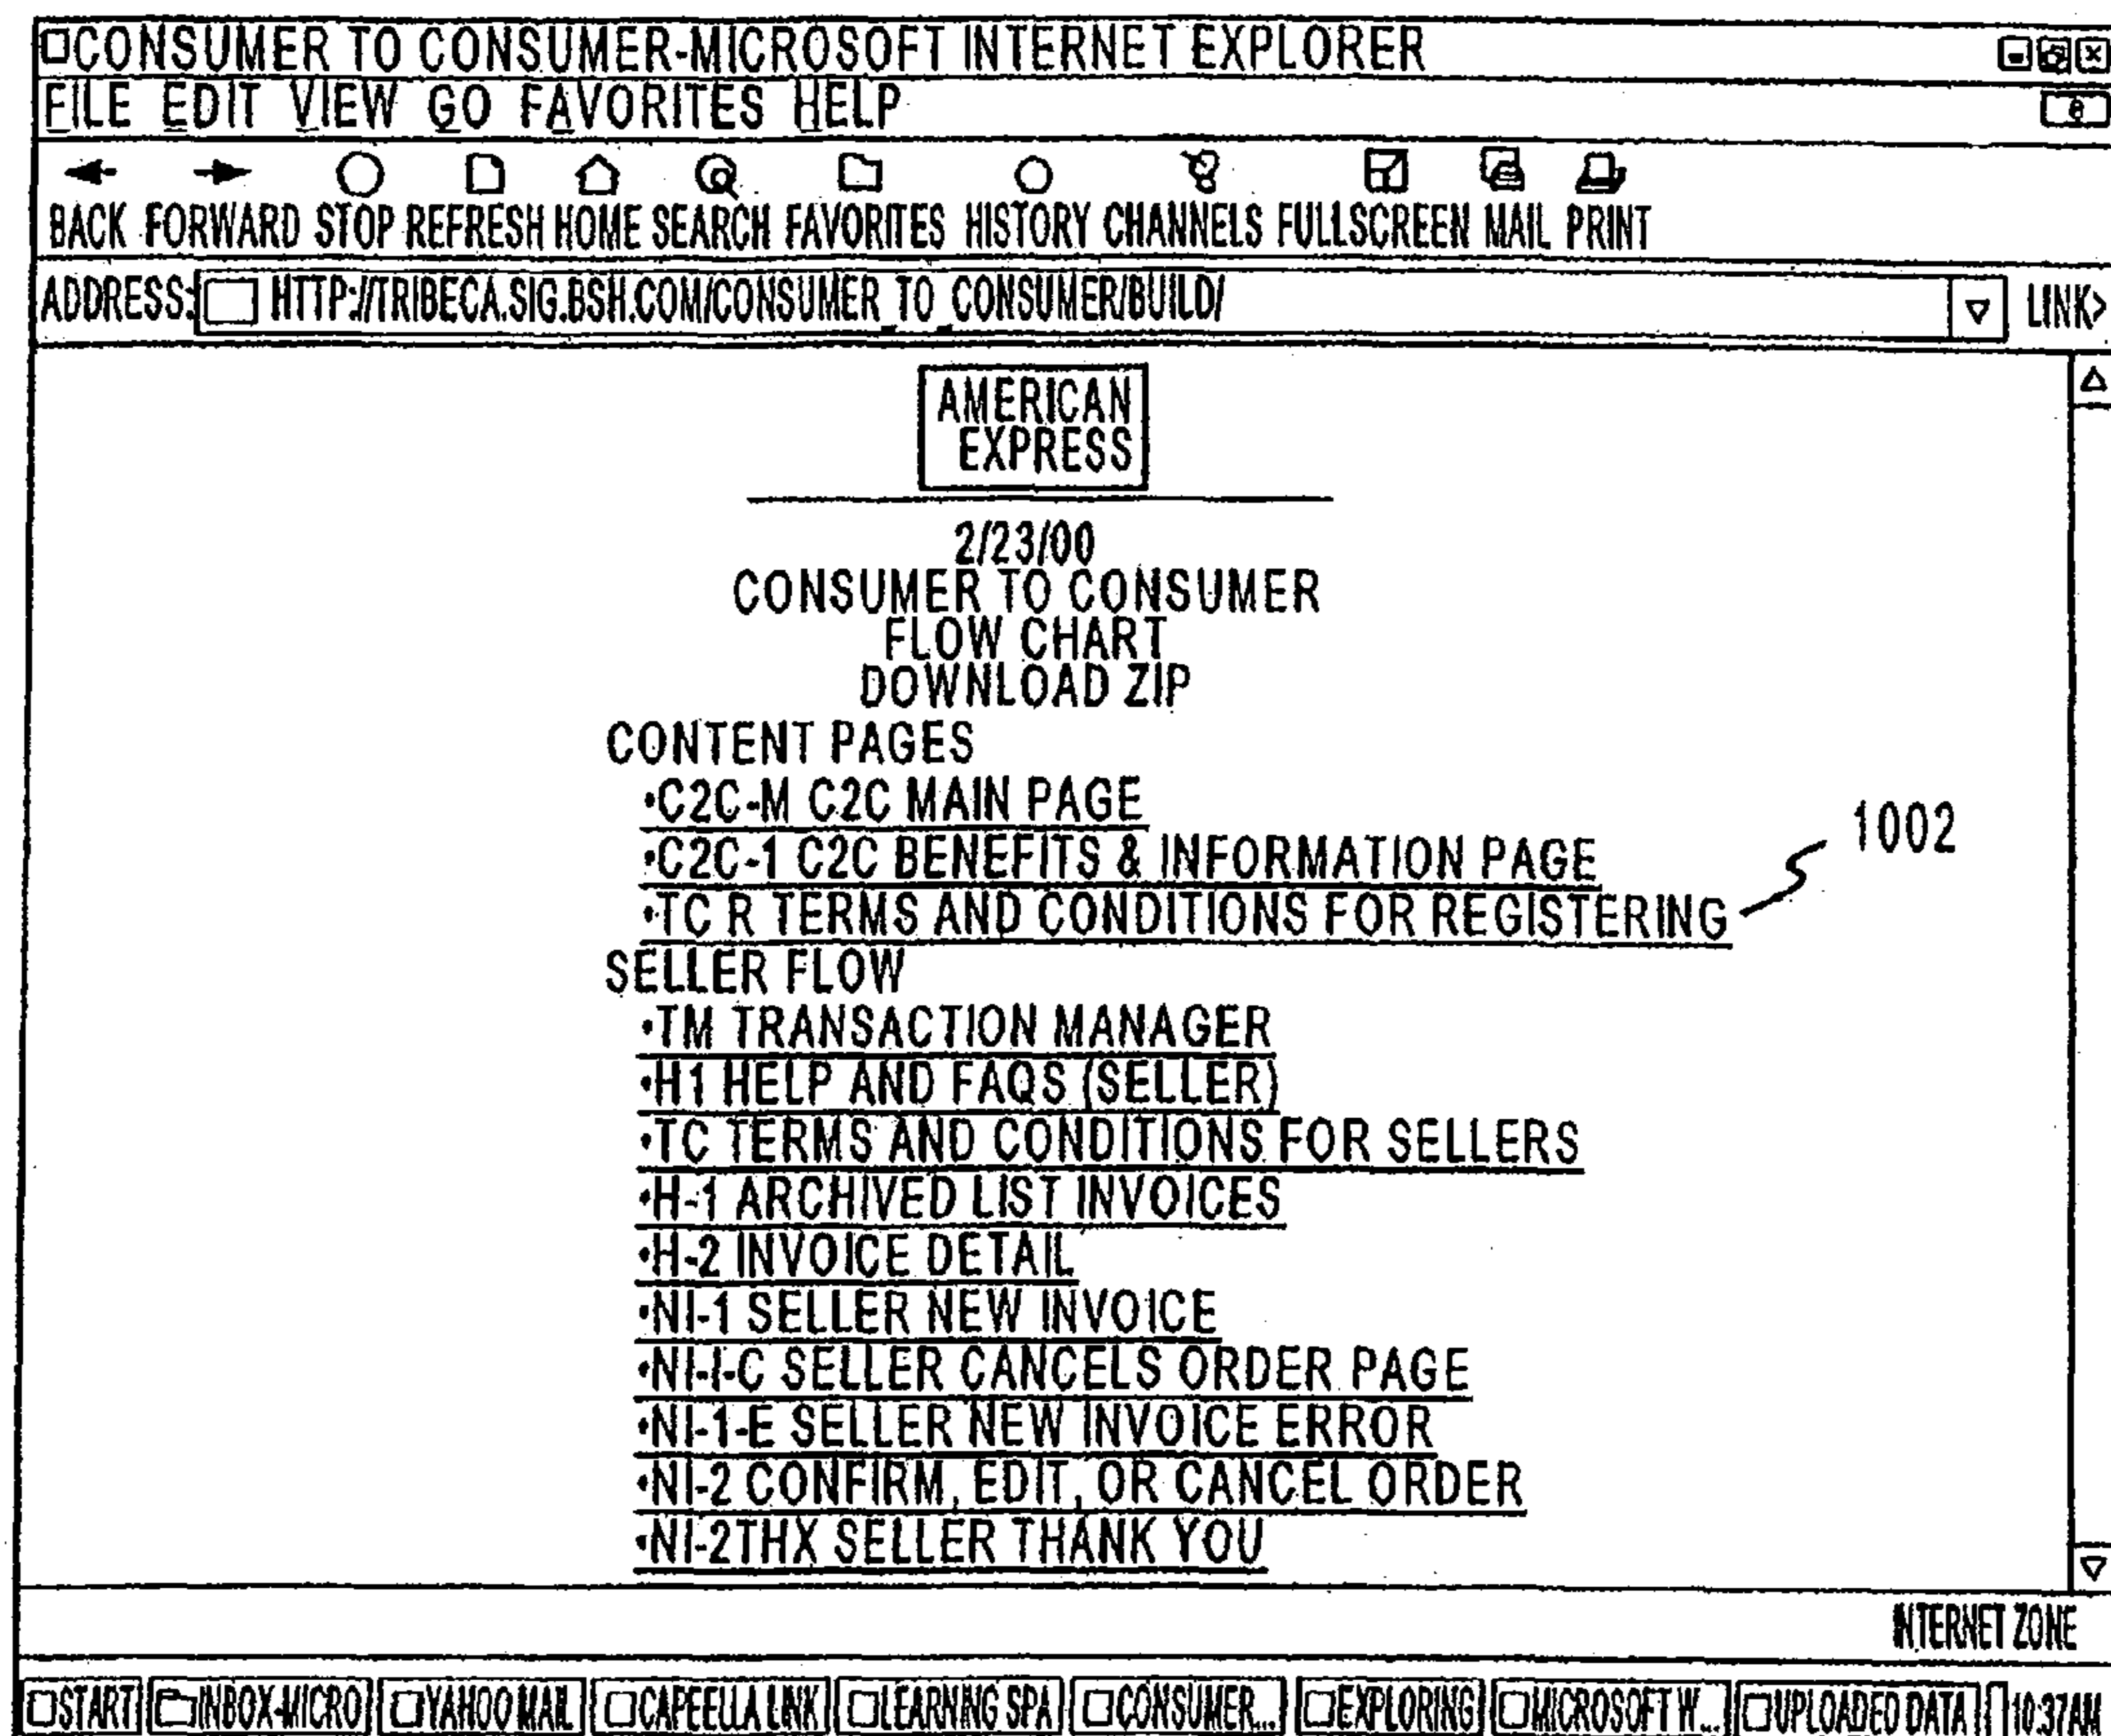 CONSUMER TO CONSUMER-MICROSOFT INTERNET EXPLORER
FILE EDIT VIEW GO FAVORITES HELP
e
BACK FORWARD STOP REFRESH HOME SEARCH FAVORITES HISTORY CHANNELS FULLSCREEN MAIL PRINT
ADDRESS: HTTP://TRIBECA.SIG.BSH.COM/CONSUMER_TO_CONSUMER/BUILD/ LINK>
AMERICAN
EXPRESS
2/23/00
CONSUMER TO CONSUMER
FLOW CHART
DOWNLOAD ZIP
CONTENT PAGES
•C2C-M C2C MAIN PAGE
•C2C-1 C2C BENEFITS & INFORMATION PAGE
1002
•TC R TERMS AND CONDITIONS FOR REGISTERING
SELLER FLOW
•TM TRANSACTION MANAGER
•H1 HELP AND FAQS (SELLER)
•TC TERMS AND CONDITIONS FOR SELLERS
•H-1 ARCHIVED LIST INVOICES
•H-2 INVOICE DETAIL
•NI-1 SELLER NEW INVOICE
•NI-I-C SELLER CANCELS ORDER PAGE
•NI-1-E SELLER NEW INVOICE ERROR
•NI-2 CONFIRM, EDIT, OR CANCEL ORDER
•NI-2THX SELLER THANK YOU
INTERNET ZONE
START INBOX-MICRO YAHOO MAIL CAPEELLA LINK LEARNING SPA CONSUMER... EXPLORING MICROSOFT W... UPLOADED DATA 10:37AM